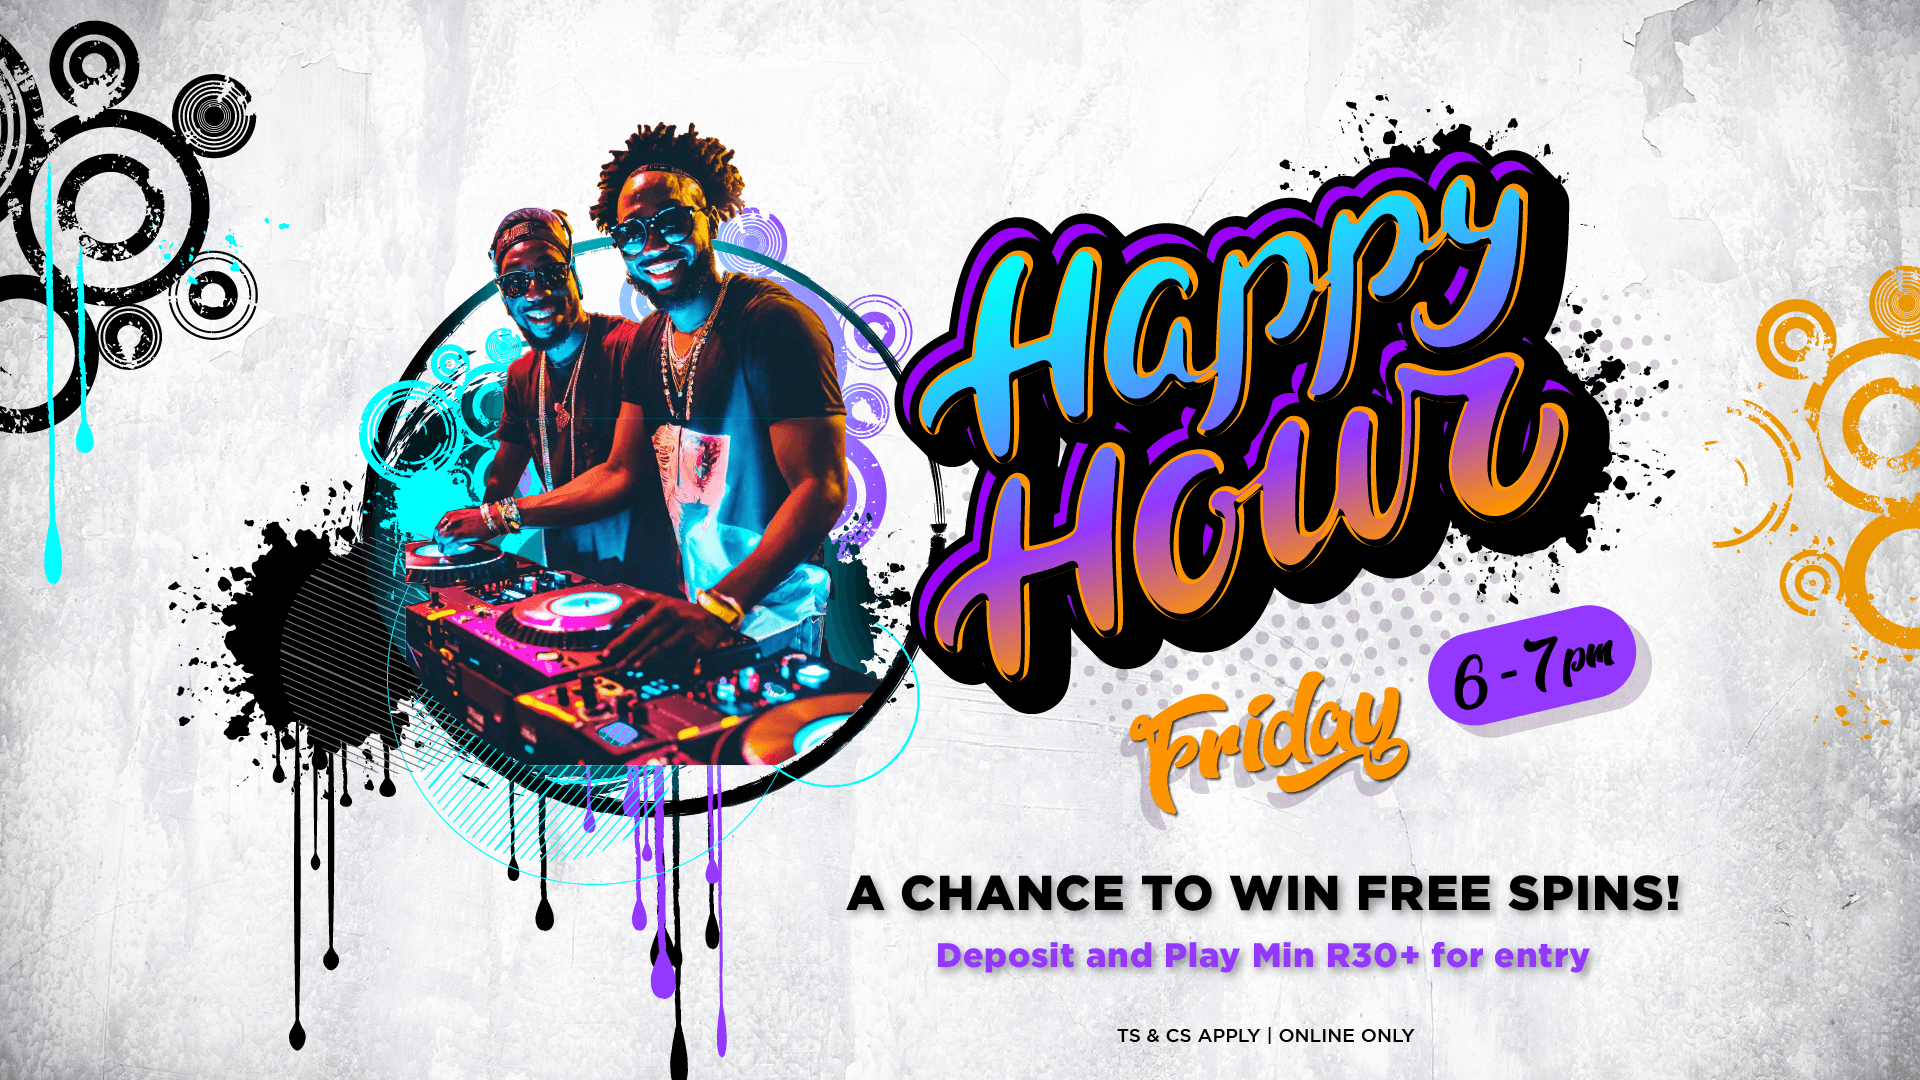 Happy
Hour
6-7pm
Friday
A CHANCE TO WIN FREE SPINS!
Deposit and Play Min R30+ for entry
TS & CS APPLY | ONLINE ONLY